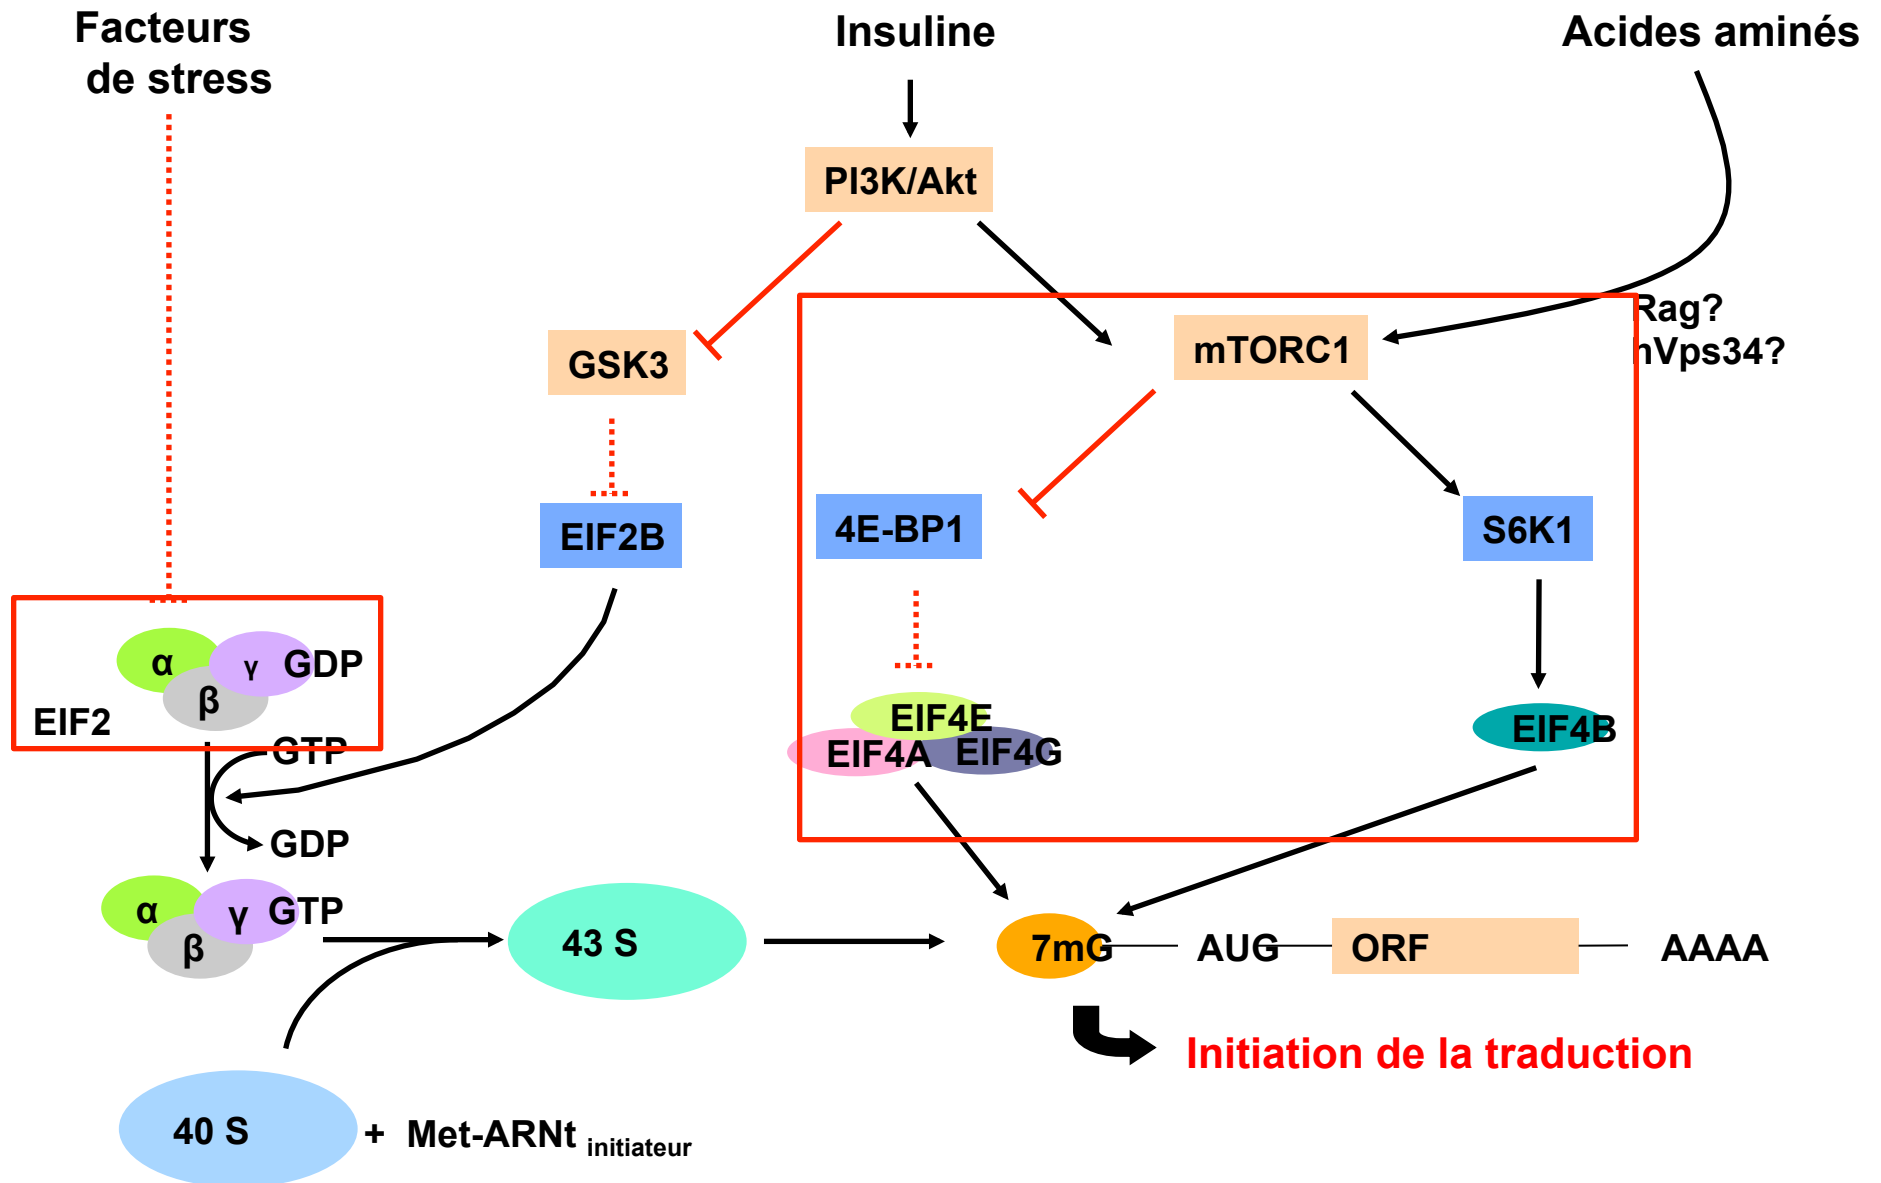 Facteurs
de stress
Insuline
Acides aminés
PI3K/Akt
Rag?
hVps34?
mTORC1
GSK3
EIF2B
4E-BP1
S6K1
α
γ
GDP
β
EIF2
EIF4E
EIF4A
EIF4G
EIF4B
GTP
GDP
α
γ
GTP
β
43 S
7mG
AUG
ORF
AAAA
Initiation de la traduction
40 S
+ Met-ARNt initiateur